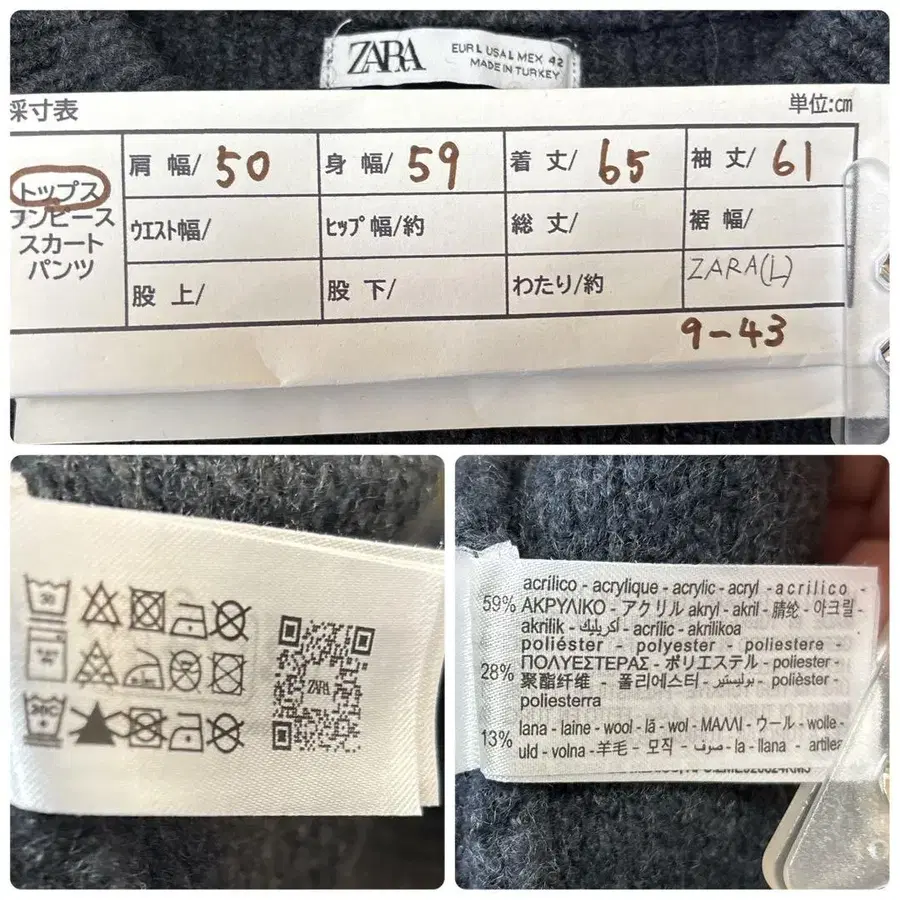 ZARA
EUR L USA L MEX 42
MADE IN TURKEY
採寸表
単位:cm
トップス
ワンピース
スカート
パンツ
肩 幅/ 50
身 幅/ 59
着 丈/ 65
袖 丈/ 61
ウエスト幅/
ヒップ幅/約
総 丈/
裾 幅/
股 上/
股 下/
わたり/約
ZARA(L)
9-43
30
ZARA
30C
59% acrílico - acrylique - acrylic - acryl - acrilico -
ΑΚΡΥΛΙΚΟ - アクリル akryl - akril - 腈纶 - 아크릴 -
akrilik - أكريليك - acrílic - akrilikoa
28% poliéster - polyester - poliestere -
ΠΟΛΥΕΣΤΕΡΑΣ - ポリエステル - poliester -
聚酯纤维 - 폴리에스터 - بوليستير - polièster -
poliesterra
13% lana - laine - wool - lã - wol - ΜΑΛΛΙ - ウール - wolle -
uld - volna - 羊毛 - 모직 - صوف - la - llana - artilea